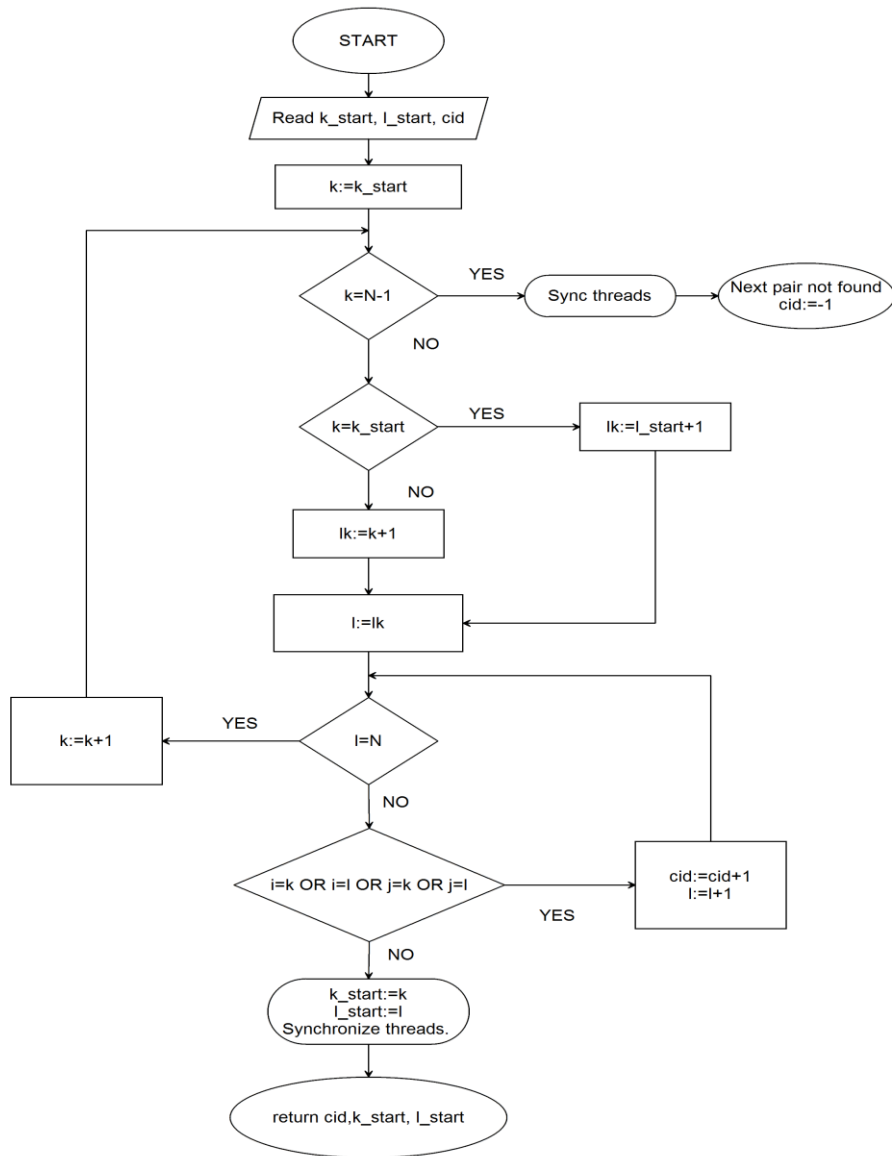 START
Read k_start, l_start, cid
k:=k_start
k=N-1
YES
Sync threads
Next pair not found
cid:=-1
NO
k=k_start
YES
lk:=l_start+1
NO
lk:=k+1
l:=lk
k:=k+1
YES
l=N
NO
i=k OR i=l OR j=k OR j=l
YES
cid:=cid+1
l:=l+1
NO
k_start:=k
l_start:=l
Synchronize threads.
return cid,k_start, l_start